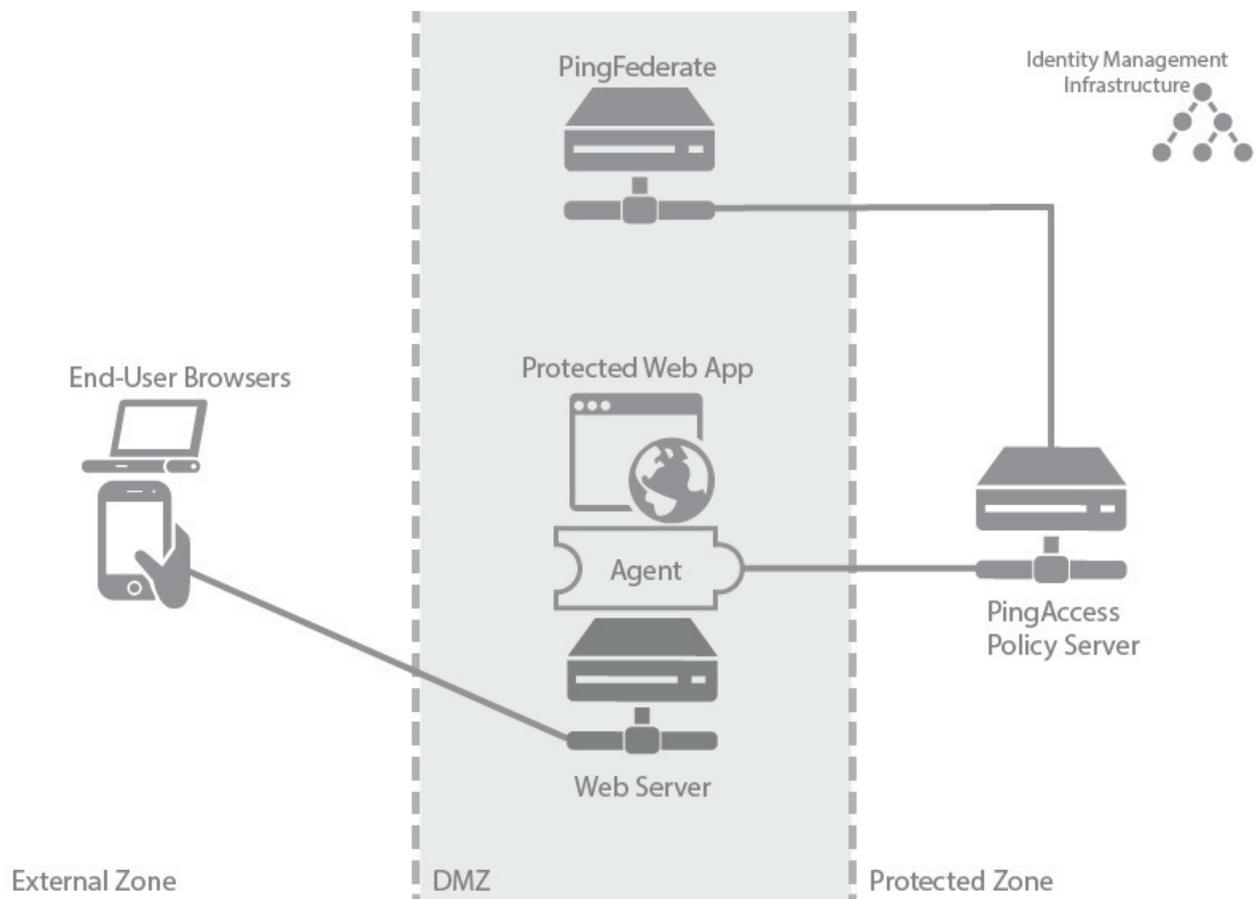 PingFederate
Identity Management
Infrastructure
End-User Browsers
Protected Web App
Agent
PingAccess
Policy Server
Web Server
External Zone
DMZ
Protected Zone